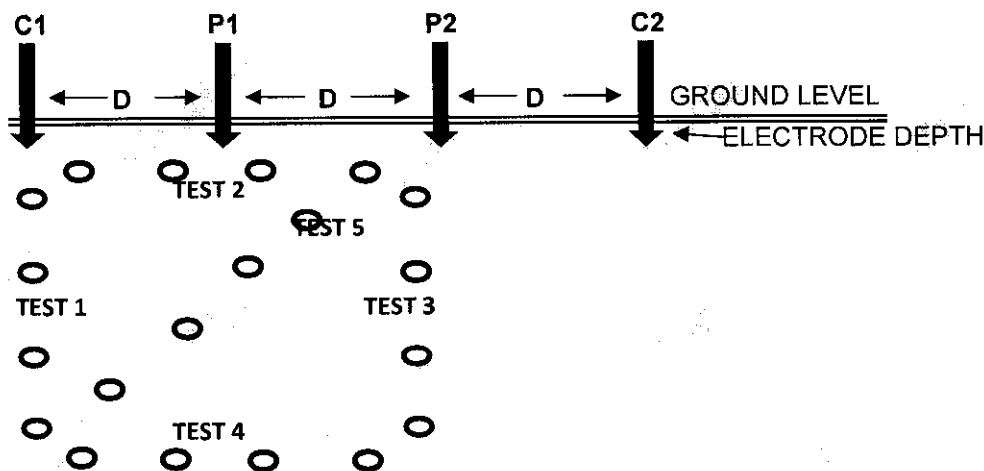 C1 P1 P2 C2
D D D
GROUND LEVEL
ELECTRODE DEPTH
TEST 2
TEST 5
TEST 1 TEST 3
TEST 4